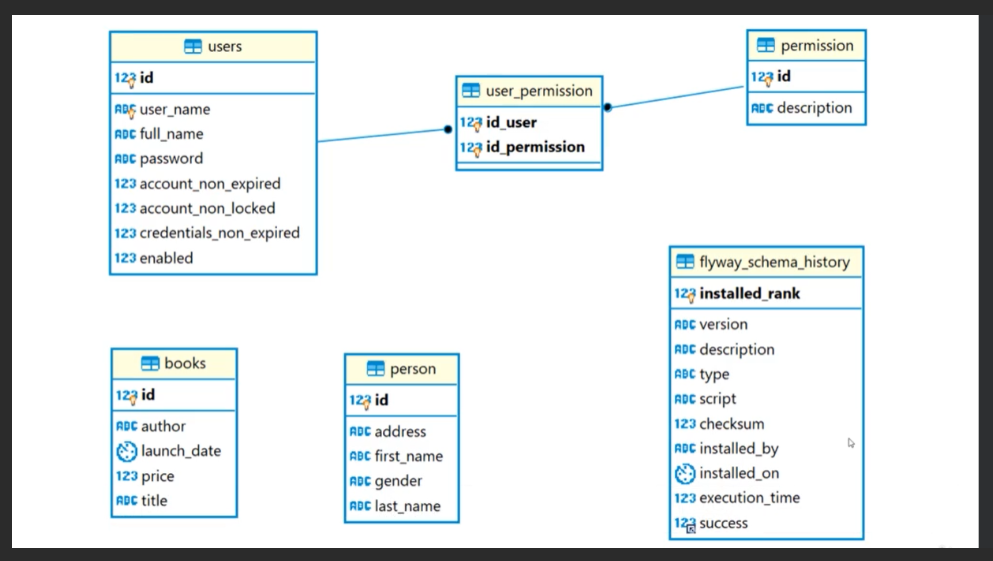 users
123 id
ABC user_name
ABC full_name
ABC password
123 account_non_expired
123 account_non_locked
123 credentials_non_expired
123 enabled
user_permission
123 id_user
123 id_permission
permission
123 id
ABC description
books
123 id
ABC author
launch_date
123 price
ABC title
person
123 id
ABC address
ABC first_name
ABC gender
ABC last_name
flyway_schema_history
123 installed_rank
ABC version
ABC description
ABC type
ABC script
123 checksum
ABC installed_by
installed_on
123 execution_time
123 success